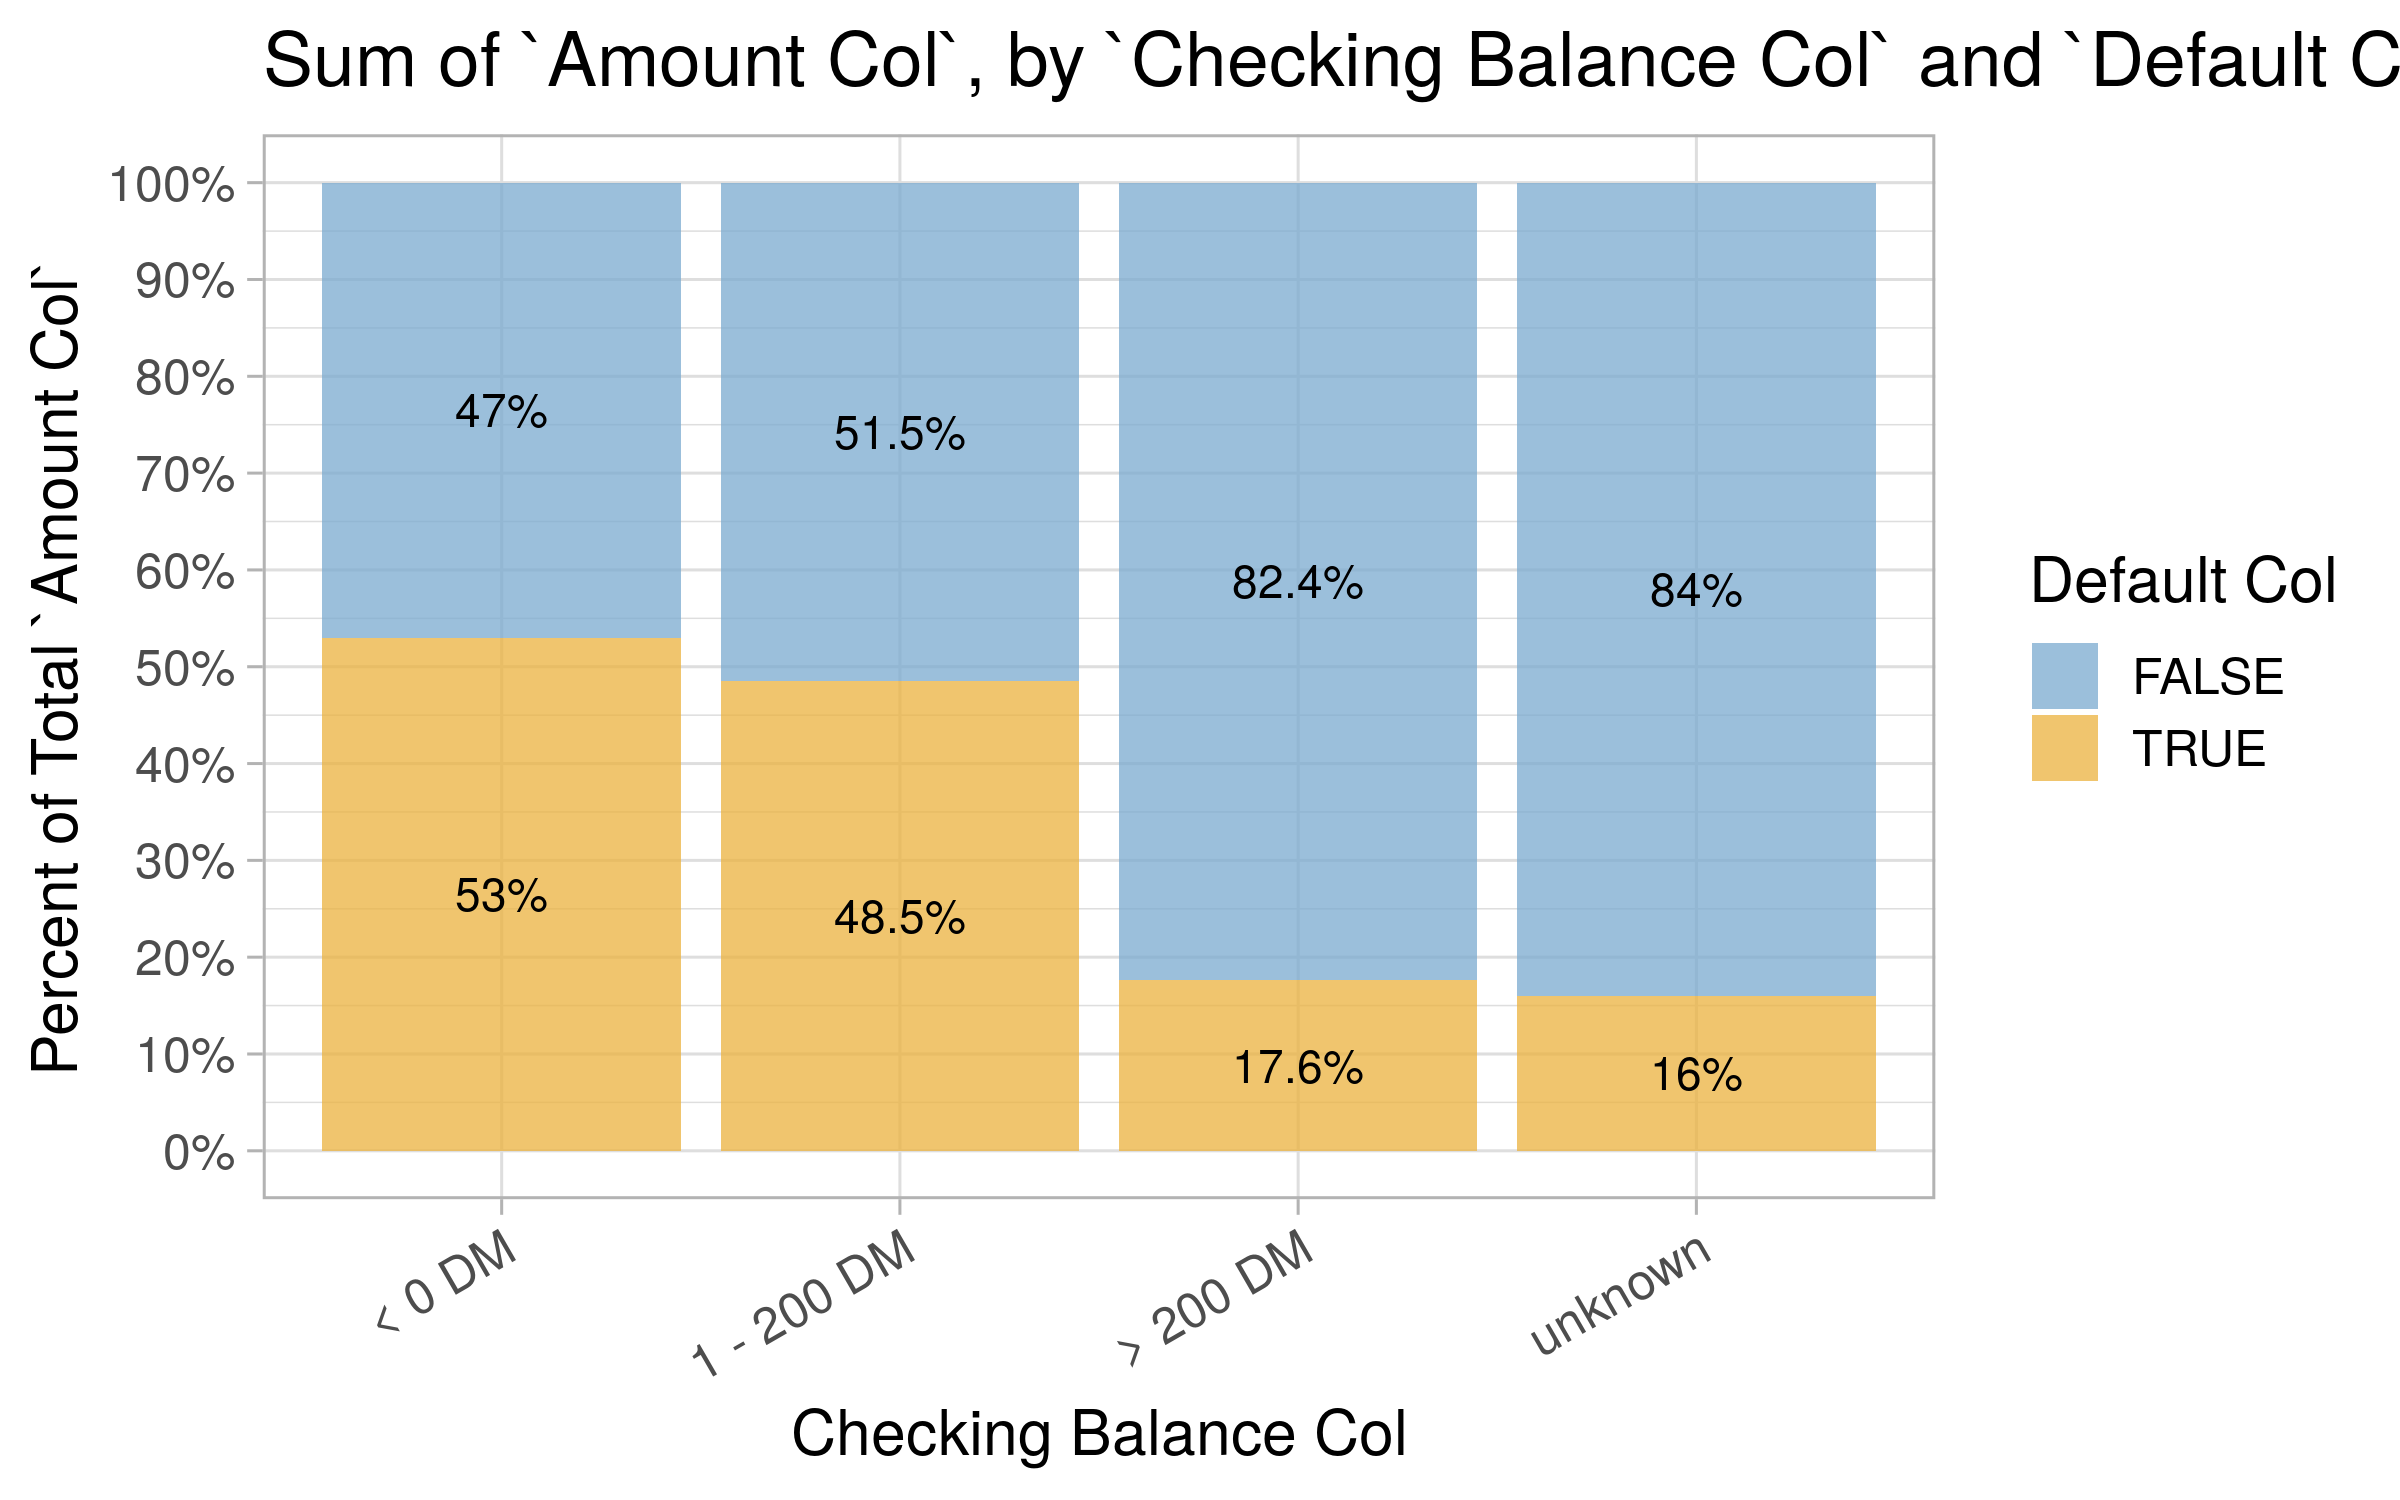 Sum of `Amount Col`, by `Checking Balance Col` and `Default C
Percent of Total `Amount Col`
100%
90%
80%
70%
60%
50%
40%
30%
20%
10%
0%
47%
51.5%
82.4%
84%
53%
48.5%
17.6%
16%
< 0 DM
1 - 200 DM
> 200 DM
unknown
Checking Balance Col
Default Col
FALSE
TRUE